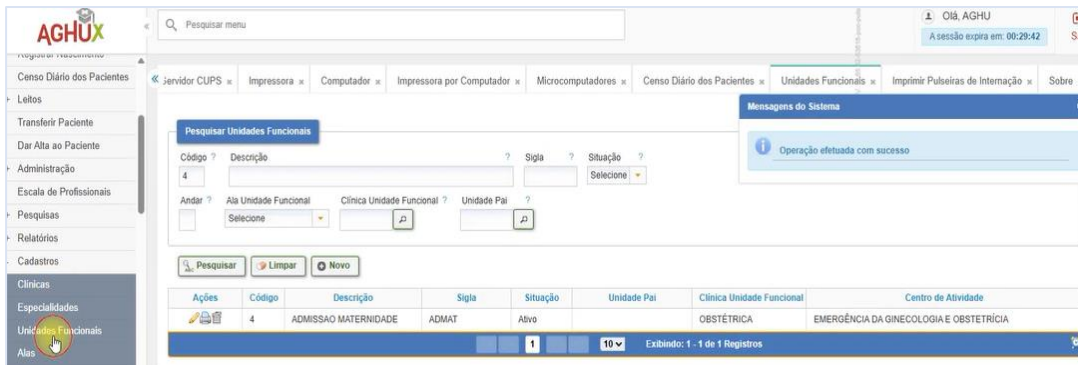 AGHUX
Pesquisar menu
Olá, AGHU
A sessão expira em: 00:29:42
Registrar Nascimento
Censo Diário dos Pacientes
Leitos
Transferir Paciente
Dar Alta ao Paciente
Administração
Escala de Profissionais
Pesquisas
Relatórios
Cadastros
Clínicas
Especialidades
Unidades Funcionais
Alas
Servidor CUPS Impressora Computador Impressora por Computador Microcomputadores Censo Diário dos Pacientes Unidades Funcionais Imprimir Pulseiras de Internação Sobre
Mensagens do Sistema
Operação efetuada com sucesso
Pesquisar Unidades Funcionais
Código ? Descrição ? Sigla ? Situação ?
4 Selecione
Andar ? Ala Unidade Funcional Clínica Unidade Funcional ? Unidade Pai ?
Selecione
Pesquisar Limpar Novo
Ações Código Descrição Sigla Situação Unidade Pai Clínica Unidade Funcional Centro de Atividade
4 ADMISSAO MATERNIDADE ADMAT Ativo OBSTÉTRICA EMERGÊNCIA DA GINECOLOGIA E OBSTETRÍCIA
1 10 Exibindo: 1 - 1 de 1 Registros